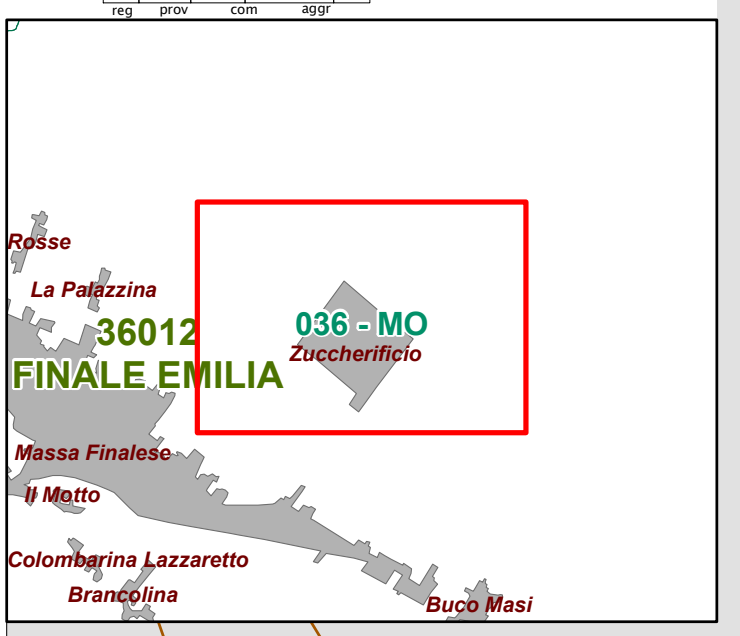 reg prov com aggr
Rosse
La Palazzina
36012
FINALE EMILIA
036 - MO
Zuccherificio
Massa Finalese
Il Motto
Colombarina Lazzaretto
Brancolina
Buco Masi